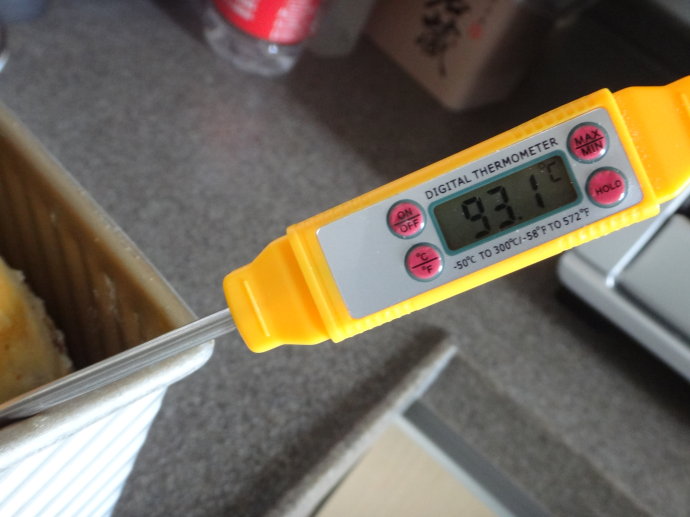 DIGITAL THERMOMETER
ON
OFF
93.1°C
MAX
MIN
HOLD
°C
°F
-50°C TO 300°C/-58°F TO 572°F